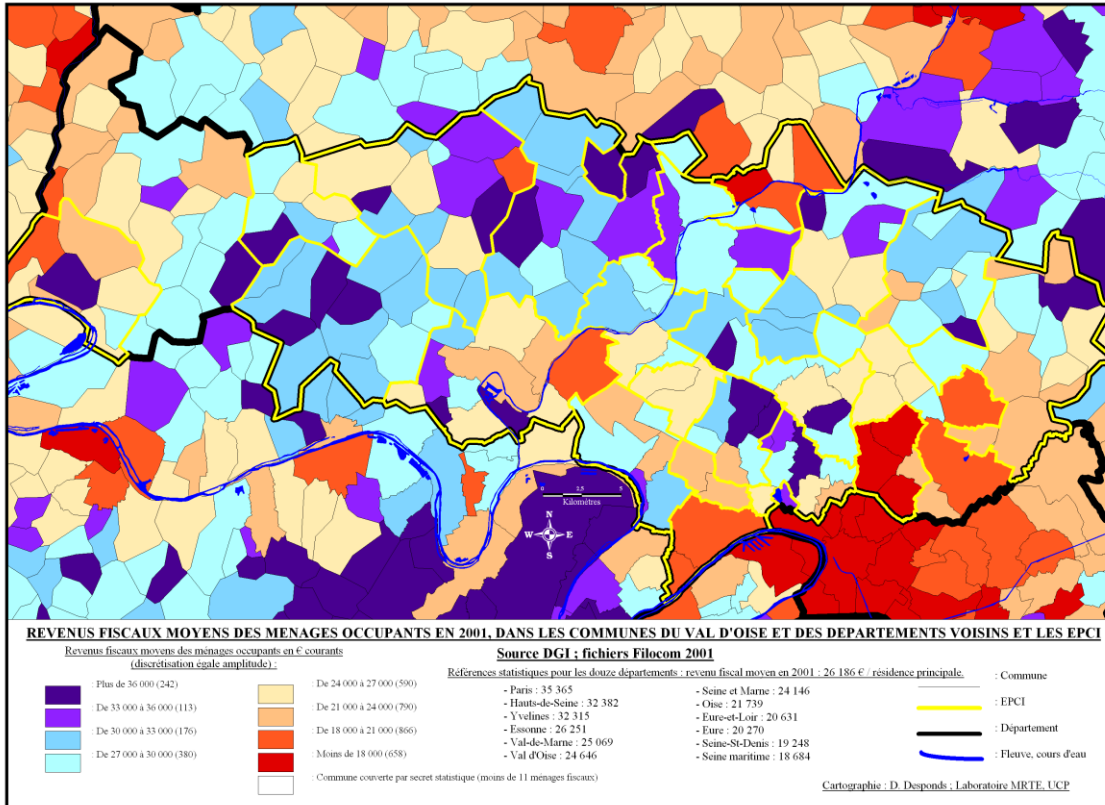 0 2,5 5
Kilomètres
N
W E
S
REVENUS FISCAUX MOYENS DES MENAGES OCCUPANTS EN 2001, DANS LES COMMUNES DU VAL D'OISE ET DES DEPARTEMENTS VOISINS ET LES EPCI
Source DGI ; fichiers Filocom 2001
Revenus fiscaux moyens des ménages occupants en € courants
(discrétisation égale amplitude) :
: Plus de 36 000 (242)
: De 33 000 à 36 000 (113)
: De 30 000 à 33 000 (176)
: De 27 000 à 30 000 (380)
: De 24 000 à 27 000 (590)
: De 21 000 à 24 000 (790)
: De 18 000 à 21 000 (866)
: Moins de 18 000 (658)
: Commune couverte par secret statistique (moins de 11 ménages fiscaux)
Références statistiques pour les douze départements : revenu fiscal moyen en 2001 : 26 186 € / résidence principale.
- Paris : 35 365
- Hauts-de-Seine : 32 382
- Yvelines : 32 315
- Essonne : 26 251
- Val-de-Marne : 25 069
- Val d'Oise : 24 646
- Seine et Marne : 24 146
- Oise : 21 739
- Eure-et-Loir : 20 631
- Eure : 20 270
- Seine-St-Denis : 19 248
- Seine maritime : 18 684
: Commune
: EPCI
: Département
: Fleuve, cours d'eau
Cartographie : D. Desponds ; Laboratoire MRTE, UCP